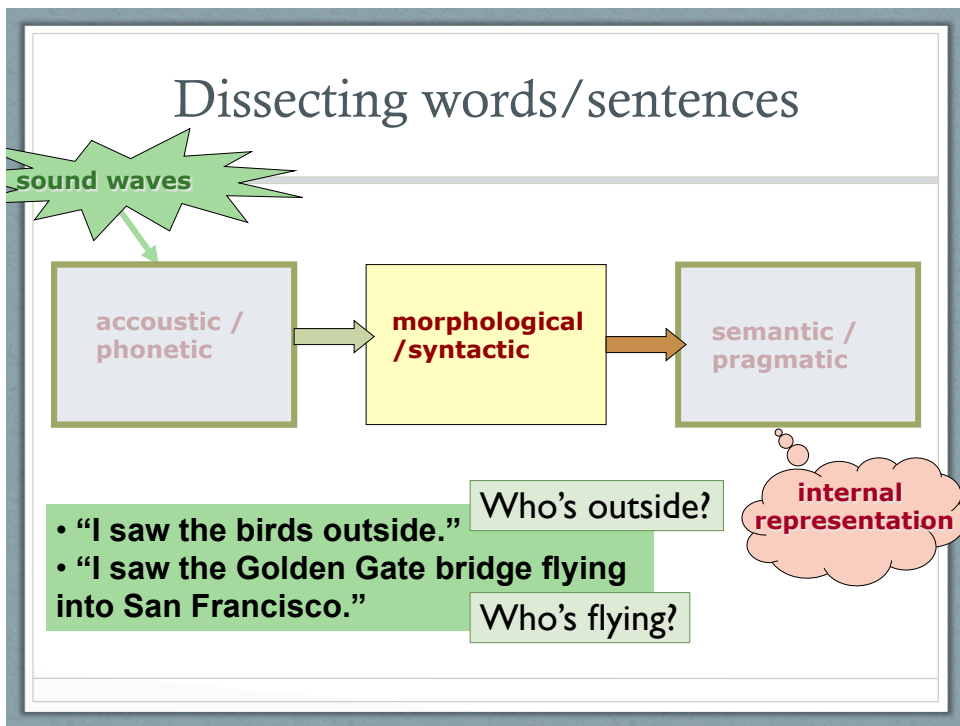 Dissecting words/sentences
sound waves
accoustic /
phonetic
morphological
/syntactic
semantic /
pragmatic
internal
representation
Who's outside?
• “I saw the birds outside.”
• “I saw the Golden Gate bridge flying
into San Francisco.”
Who's flying?